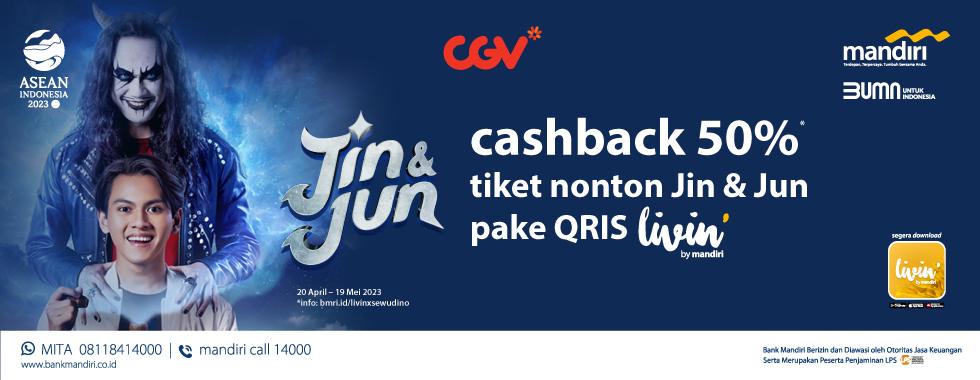 ASEAN
INDONESIA
2023
CGV*
mandiri
Terdepan, Terpercaya. Tumbuh bersama Anda.
BUMN UNTUK
INDONESIA
Jin &
Jun
cashback 50%*
tiket nonton Jin & Jun
pake QRIS livin'
by mandiri
20 April – 19 Mei 2023
*info: bmri.id/livinxsewudino
segera download
livin'
by mandiri
MITA 08118414000 | mandiri call 14000
www.bankmandiri.co.id
Bank Mandiri Berizin dan Diawasi oleh Otoritas Jasa Keuangan
Serta Merupakan Peserta Penjaminan LPS